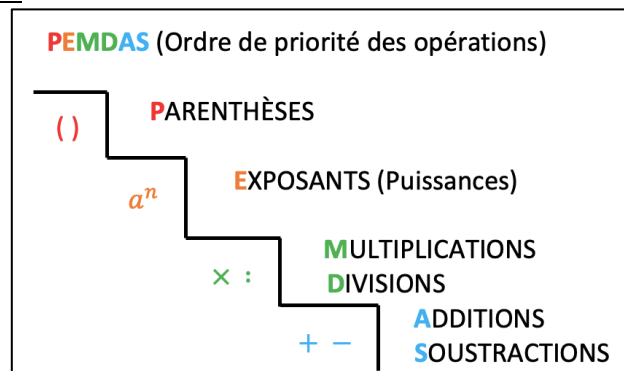 PEMDAS (Ordre de priorité des opérations)
( ) PARENTHÈSES
aⁿ EXPOSANTS (Puissances)
MULTIPLICATIONS
× : DIVISIONS
ADDITIONS
+ − SOUSTRACTIONS